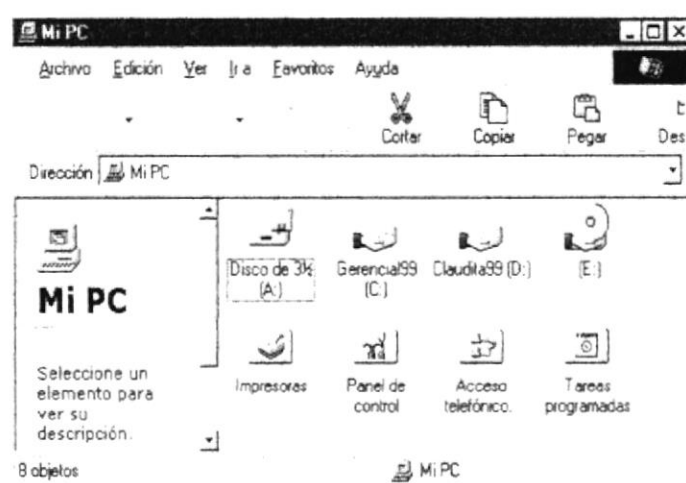 Mi PC
Archivo Edición Ver Ir a Favoritos Ayuda
Cortar Copiar Pegar Des
Dirección Mi PC
Mi PC
Seleccione un
elemento para
ver su
descripción.
Disco de 3½ (A:)
Gerencial99 (C:)
Claudita99 (D:)
(E:)
Impresoras
Panel de control
Acceso telefónico.
Tareas programadas
8 objetos
Mi PC